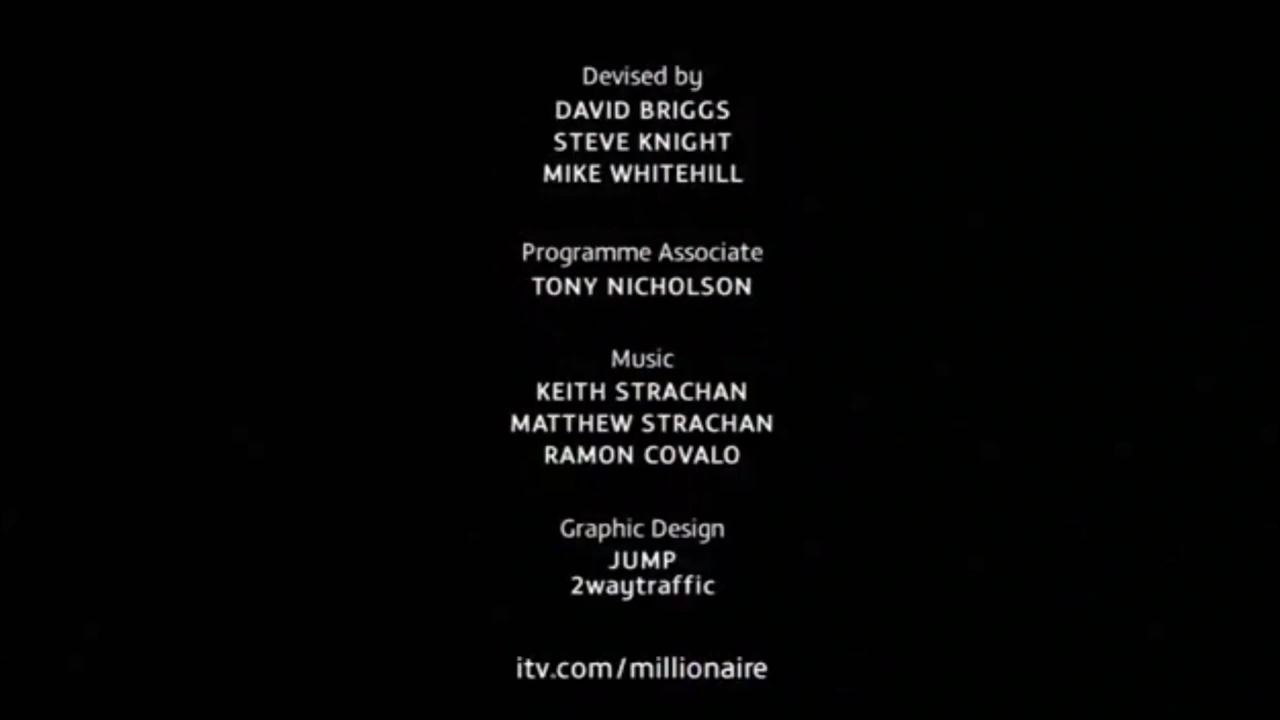 Devised by
DAVID BRIGGS
STEVE KNIGHT
MIKE WHITEHILL
Programme Associate
TONY NICHOLSON
Music
KEITH STRACHAN
MATTHEW STRACHAN
RAMON COVALO
Graphic Design
JUMP
2waytraffic
itv.com/millionaire